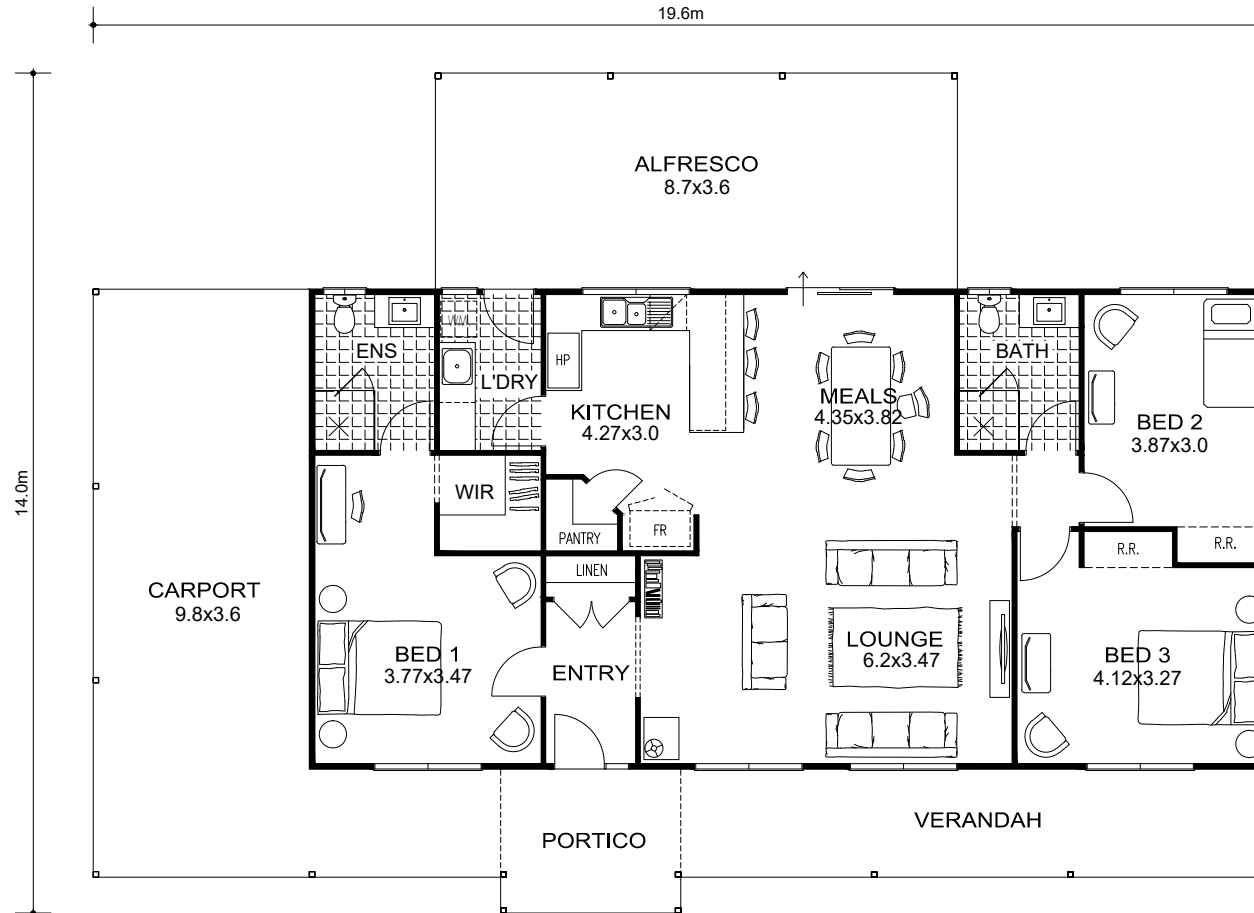 19.6m
14.0m
ALFRESCO
8.7x3.6
ENS
WM
L'DRY
HP
KITCHEN
4.27x3.0
MEALS
4.35x3.82
BATH
BED 2
3.87x3.0
WIR
PANTRY
FR
R.R.
R.R.
LINEN
CARPORT
9.8x3.6
BED 1
3.77x3.47
ENTRY
LOUNGE
6.2x3.47
BED 3
4.12x3.27
PORTICO
VERANDAH